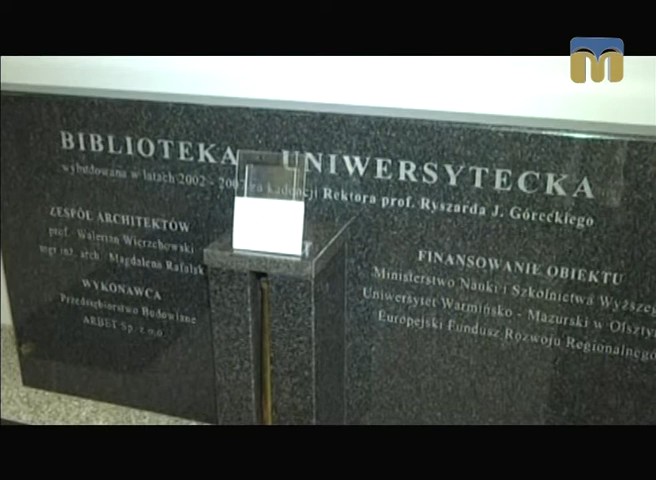 BIBLIOTEKA UNIWERSYTECKA
wybudowana w latach 2002 - za kadencji Rektora prof. Ryszarda J. Góreckiego
ZESPÓŁ ARCHITEKTÓW
prof. Walerian Wierzchowski
mgr inż. arch. Magdalena Rafalska
WYKONAWCA
Przedsiębiorstwo Budowlane
ARBET Sp. z o.o.
FINANSOWANIE OBIEKTU
Ministerstwo Nauki i Szkolnictwa Wyższeg
Uniwersytet Warmińsko - Mazurski w Olsztyn
Europejski Fundusz Rozwoju Regionalnego